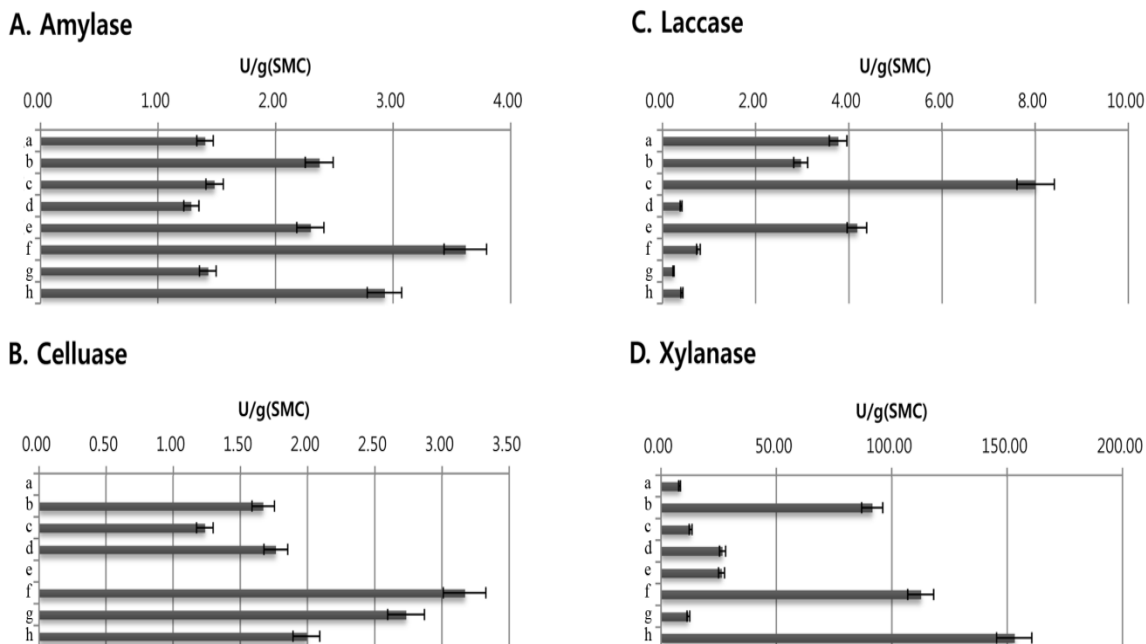 A. Amylase
U/g(SMC)
0.00 1.00 2.00 3.00 4.00
a
b
c
d
e
f
g
h
B. Celluase
U/g(SMC)
0.00 0.50 1.00 1.50 2.00 2.50 3.00 3.50
a
b
c
d
e
f
g
h
C. Laccase
U/g(SMC)
0.00 2.00 4.00 6.00 8.00 10.00
a
b
c
d
e
f
g
h
D. Xylanase
U/g(SMC)
0.00 50.00 100.00 150.00 200.00
a
b
c
d
e
f
g
h